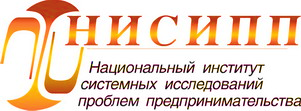 НИСИПП
Национальный институт
системных исследований
проблем предпринимательства